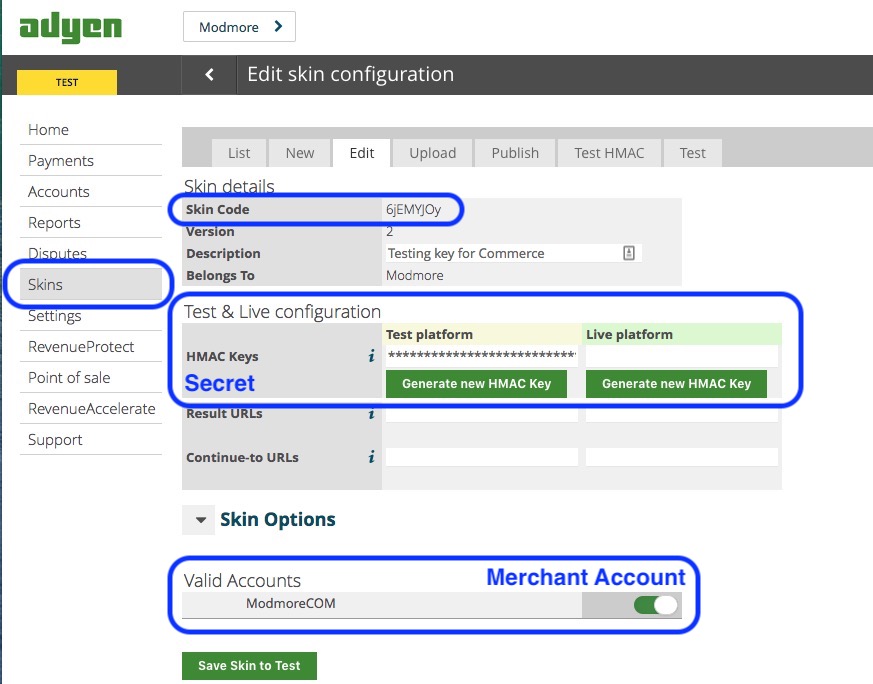 adyen
Modmore
TEST
Edit skin configuration
Home
Payments
Accounts
Reports
Disputes
Skins
Settings
RevenueProtect
Point of sale
RevenueAccelerate
Support
List New Edit Upload Publish Test HMAC Test
Skin details
Skin Code 6jEMYJOy
Version 2
Description Testing key for Commerce
Belongs To Modmore
Test & Live configuration
Test platform Live platform
HMAC Keys i ***************************
Secret Generate new HMAC Key Generate new HMAC Key
Result URLs i
Continue-to URLs i
Skin Options
Valid Accounts Merchant Account
ModmoreCOM
Save Skin to Test